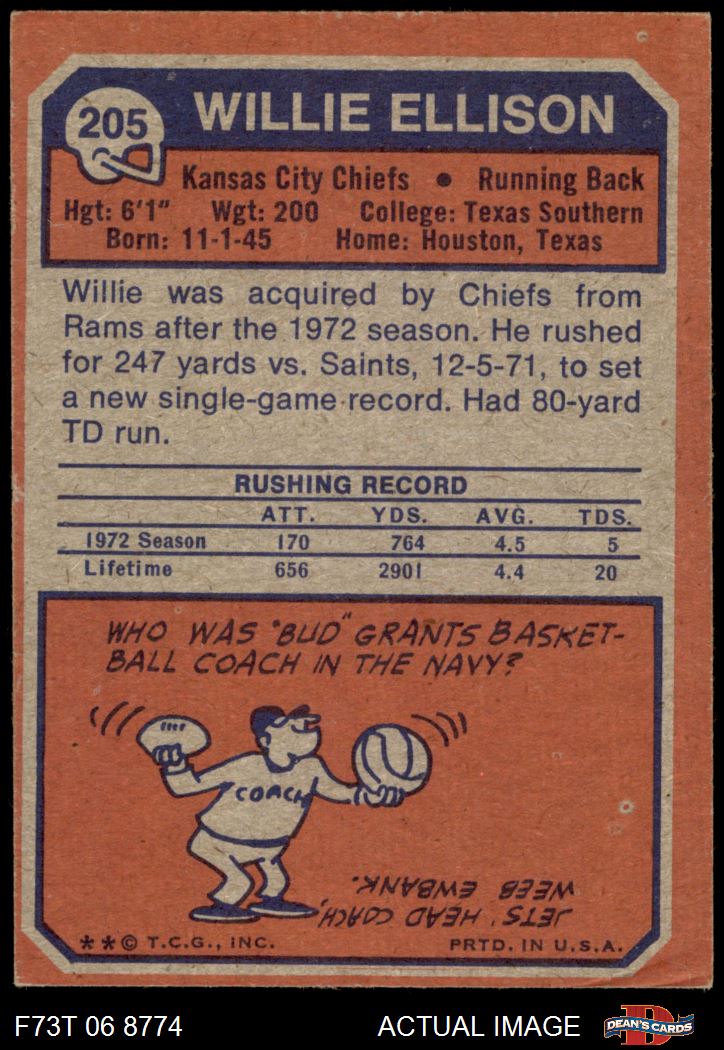 205 WILLIE ELLISON
Kansas City Chiefs • Running Back
Hgt: 6'1" Wgt: 200 College: Texas Southern
Born: 11-1-45 Home: Houston, Texas
Willie was acquired by Chiefs from
Rams after the 1972 season. He rushed
for 247 yards vs. Saints, 12-5-71, to set
a new single-game record. Had 80-yard
TD run.
RUSHING RECORD
ATT. YDS. AVG. TDS.
1972 Season 170 764 4.5 5
Lifetime 656 2901 4.4 20
WHO WAS "BUD" GRANTS BASKET-
BALL COACH IN THE NAVY?
COACH
JETS' HEAD COACH,
WEEB EWBANK.
**© T.C.G., INC. PRTD. IN U.S.A.
F73T 06 8774 ACTUAL IMAGE D DEAN'S CARDS